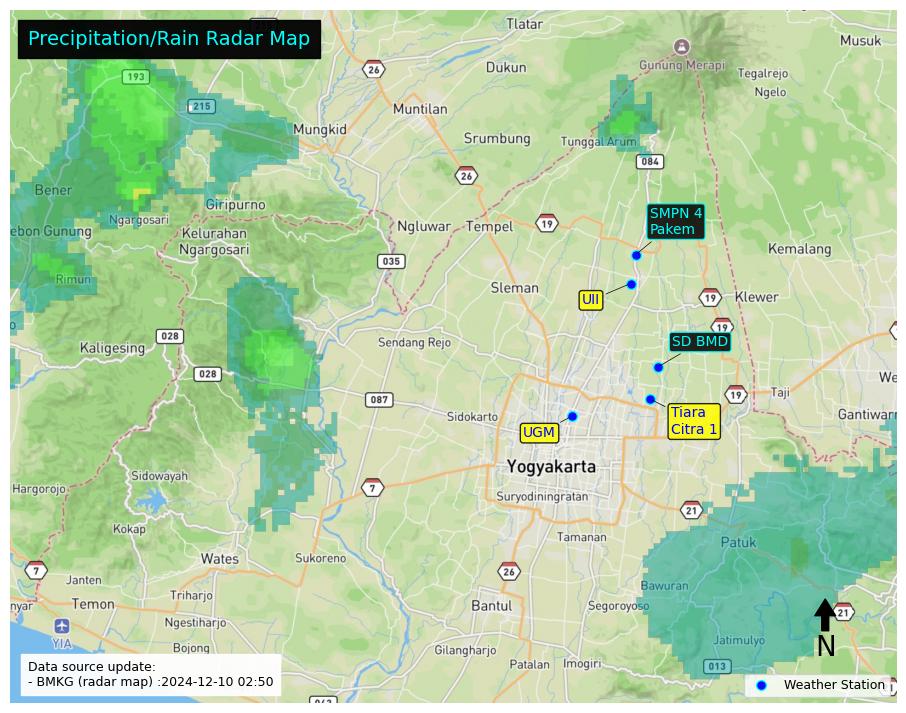 Precipitation/Rain Radar Map
Tlatar
Musuk
193
26
Dukun
Gunung Merapi
Tegalrejo
Ngelo
215
Muntilan
Mungkid
Srumbung
Tunggal Arum
084
26
Bener
Giripurno
Ngargosari
SMPN 4
Pakem
ebon Gunung
Kelurahan
Ngargosari
Ngluwar
Tempel
19
Kemalang
035
Rimun
Sleman
UII
19
Klewer
19
028
Kaligesing
Sendang Rejo
SD BMD
028
087
19
Taji
We
Sidokarto
Tiara
Citra 1
Gantiwar
UGM
Yogyakarta
Sidowayah
Hargorojo
7
Suryodiningratan
21
Kokap
Tamanan
Patuk
Wates
Sukoreno
7
Janten
26
Bawuran
Triharjo
nyar
Temon
Bantul
Segoroyoso
21
Ngestiharjo
YIA
Bojong
Gilangharjo
Jatimulyo
N
Patalan
Imogiri
013
Data source update:
- BMKG (radar map) :2024-12-10 02:50
Weather Station